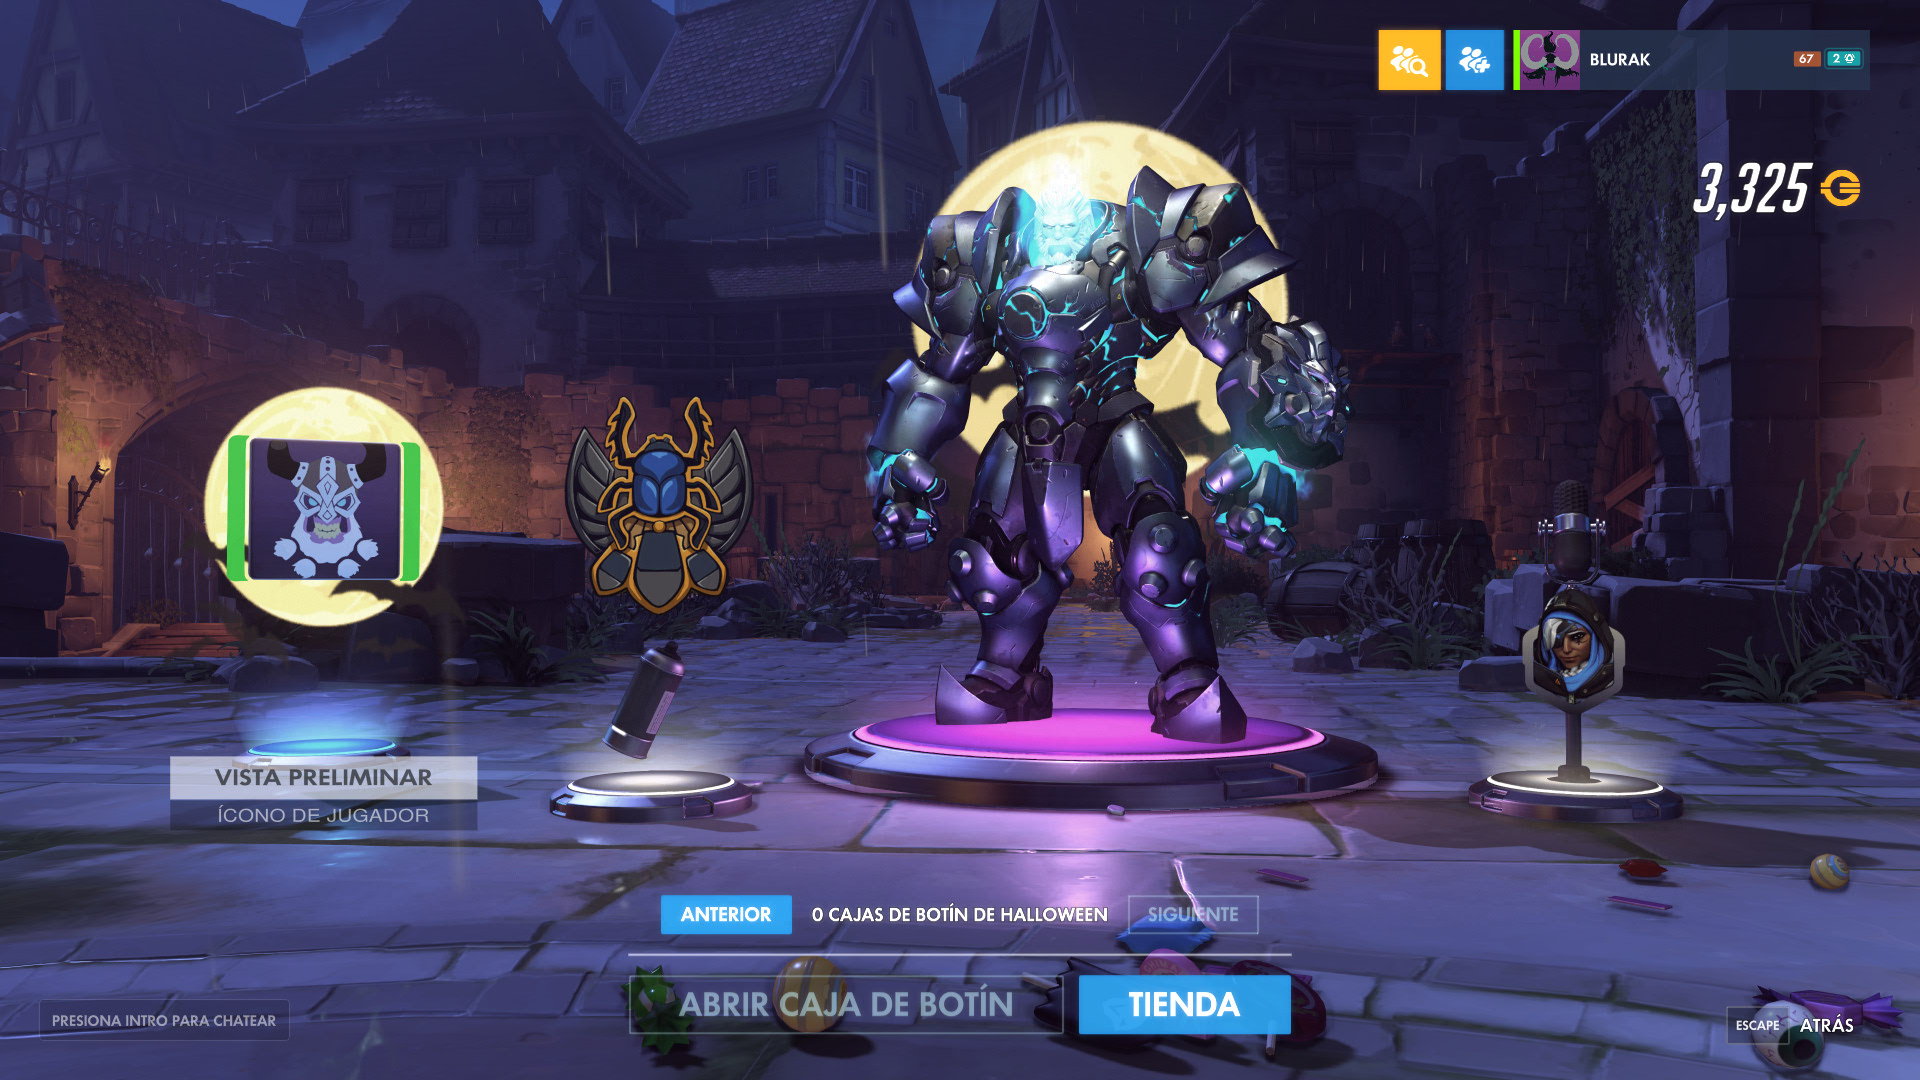 BLURAK
67
2
3,325
VISTA PRELIMINAR
ÍCONO DE JUGADOR
ANTERIOR
0 CAJAS DE BOTÍN DE HALLOWEEN
SIGUIENTE
ABRIR CAJA DE BOTÍN
TIENDA
PRESIONA INTRO PARA CHATEAR
ESCAPE
ATRÁS